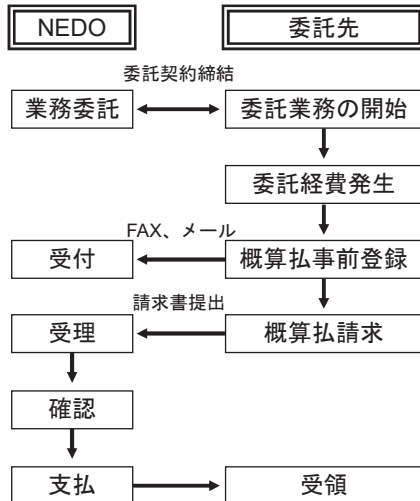 NEDO
委託先
委託契約締結
業務委託
委託業務の開始
委託経費発生
FAX、メール
受付
概算払事前登録
請求書提出
受理
概算払請求
確認
支払
受領